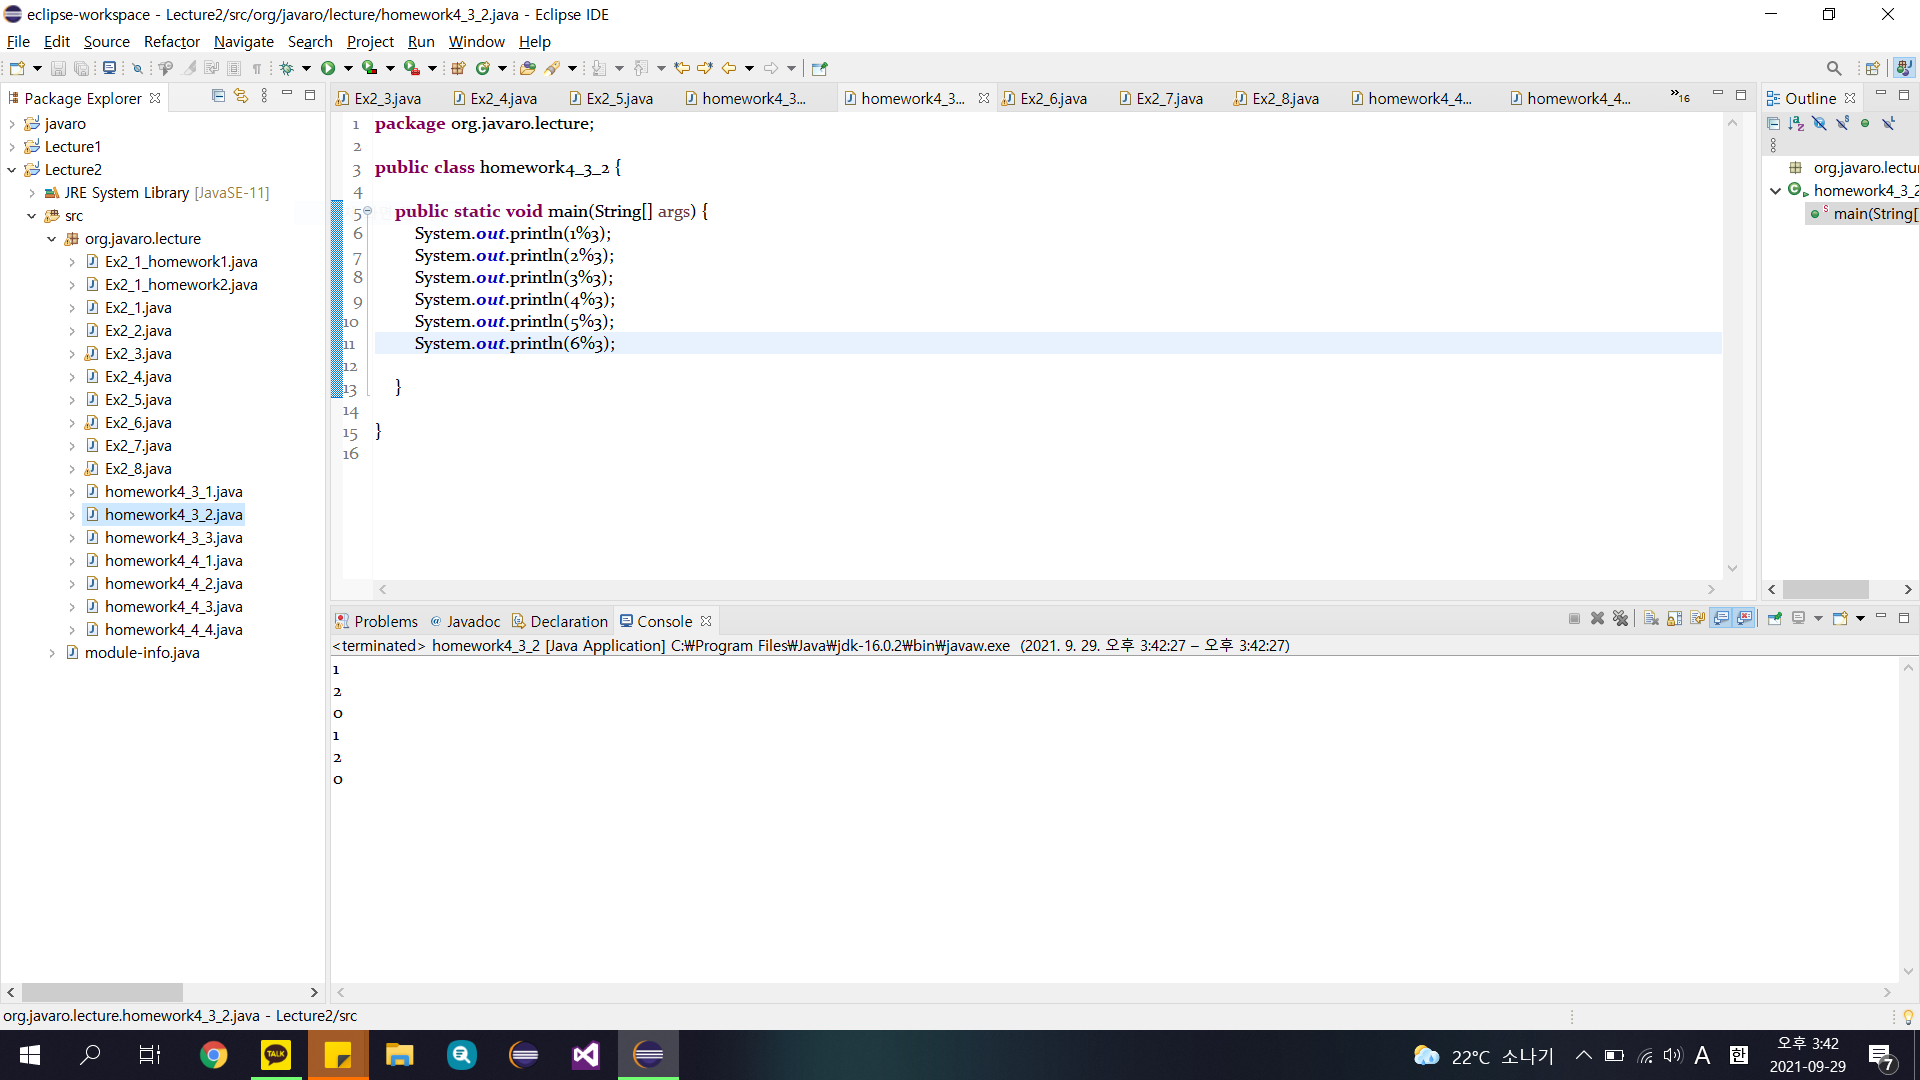 eclipse-workspace - Lecture2/src/org/javaro/lecture/homework4_3_2.java - Eclipse IDE
File Edit Source Refactor Navigate Search Project Run Window Help
Package Explorer
javaro
Lecture1
Lecture2
JRE System Library [JavaSE-11]
src
org.javaro.lecture
Ex2_1_homework1.java
Ex2_1_homework2.java
Ex2_1.java
Ex2_2.java
Ex2_3.java
Ex2_4.java
Ex2_5.java
Ex2_6.java
Ex2_7.java
Ex2_8.java
homework4_3_1.java
homework4_3_2.java
homework4_3_3.java
homework4_4_1.java
homework4_4_2.java
homework4_4_3.java
homework4_4_4.java
module-info.java
Ex2_3.java Ex2_4.java Ex2_5.java homework4_3... homework4_3... Ex2_6.java Ex2_7.java Ex2_8.java homework4_4... homework4_4... »16
1 package org.javaro.lecture;
2
3 public class homework4_3_2 {
4
5 public static void main(String[] args) {
6 System.out.println(1%3);
7 System.out.println(2%3);
8 System.out.println(3%3);
9 System.out.println(4%3);
10 System.out.println(5%3);
11 System.out.println(6%3);
12
13 }
14
15 }
16
Outline
org.javaro.lectur
homework4_3_2
main(String[
Problems @ Javadoc Declaration Console
<terminated> homework4_3_2 [Java Application] C:₩Program Files₩Java₩jdk-16.0.2₩bin₩javaw.exe (2021. 9. 29. 오후 3:42:27 – 오후 3:42:27)
1
2
0
1
2
0
org.javaro.lecture.homework4_3_2.java - Lecture2/src
TALK
22°C 소나기
A
한
오후 3:42
2021-09-29
7